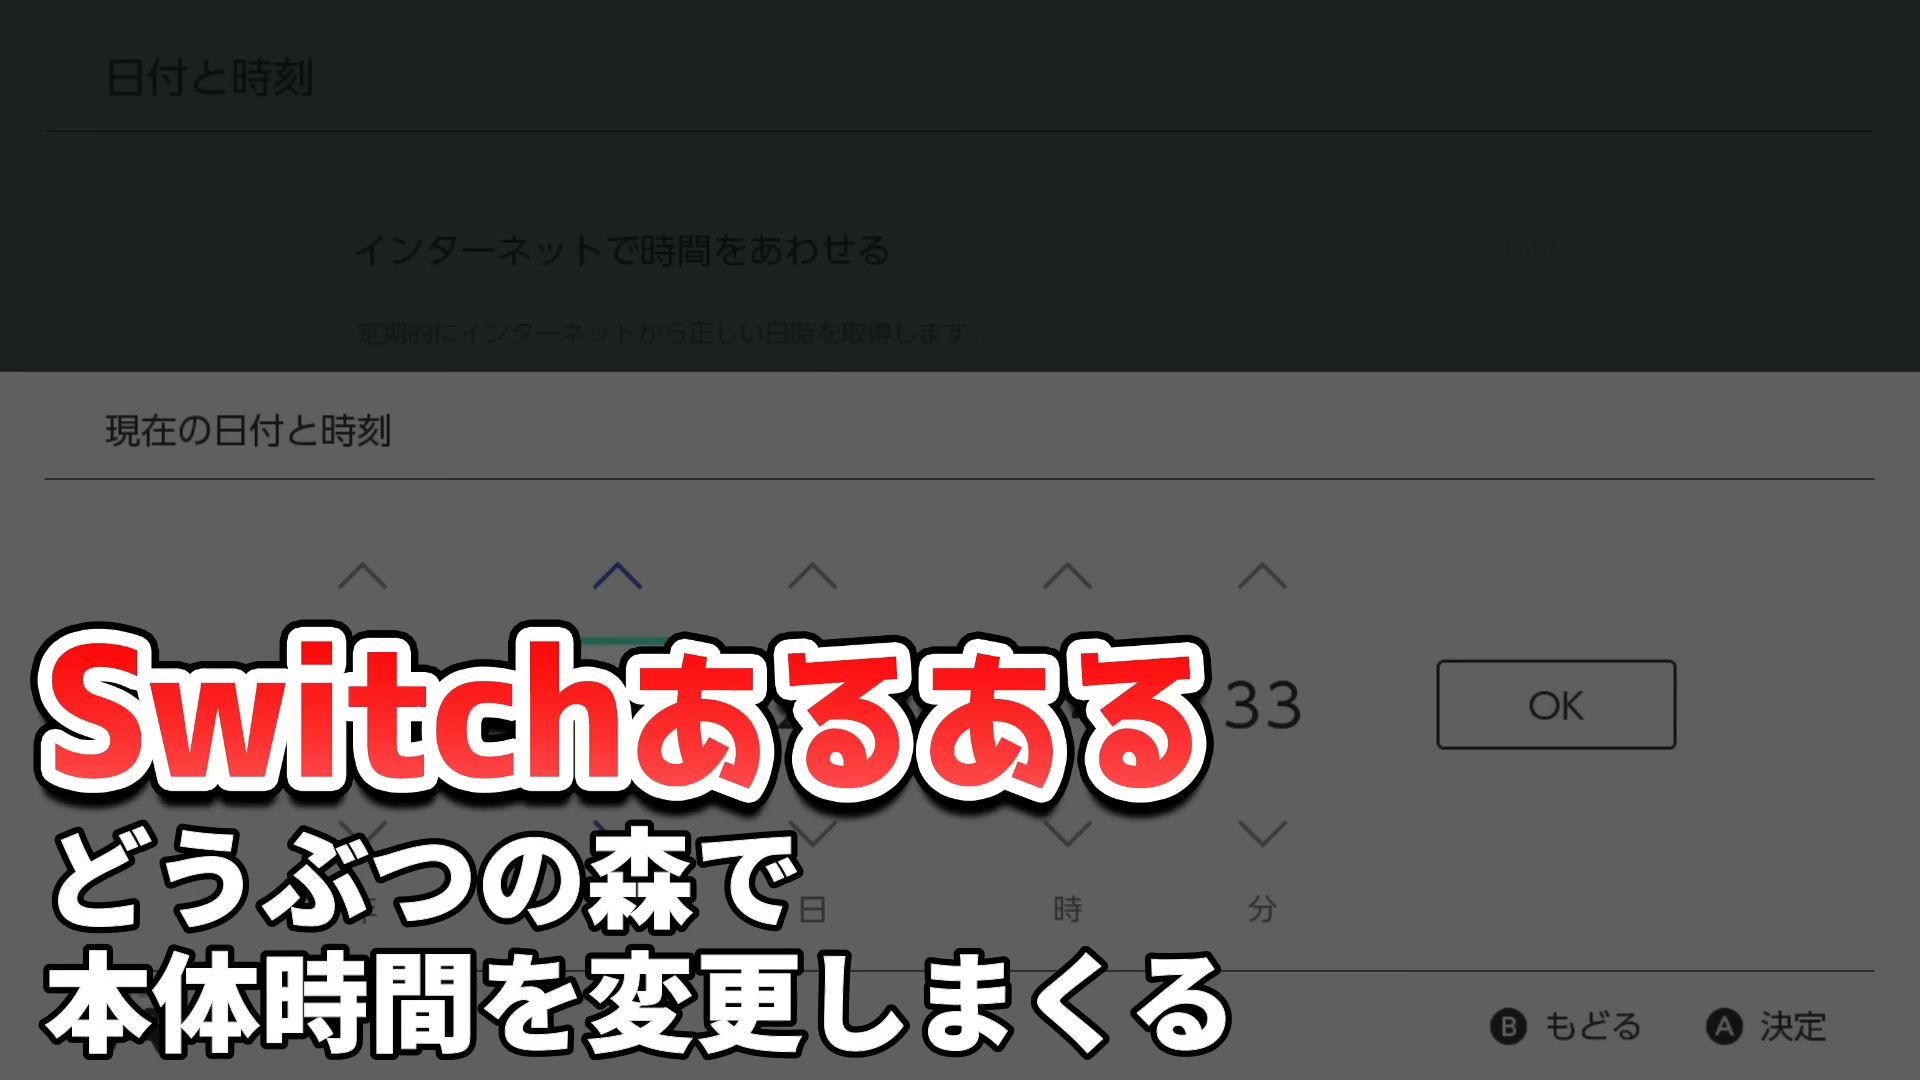 日付と時刻
インターネットで時間をあわせる OFF
定期的にインターネットから正しい日時を取得します。
現在の日付と時刻
Switchあるある
33
OK
どうぶつの森で
日 時 分
本体時間を変更しまくる
B もどる A 決定